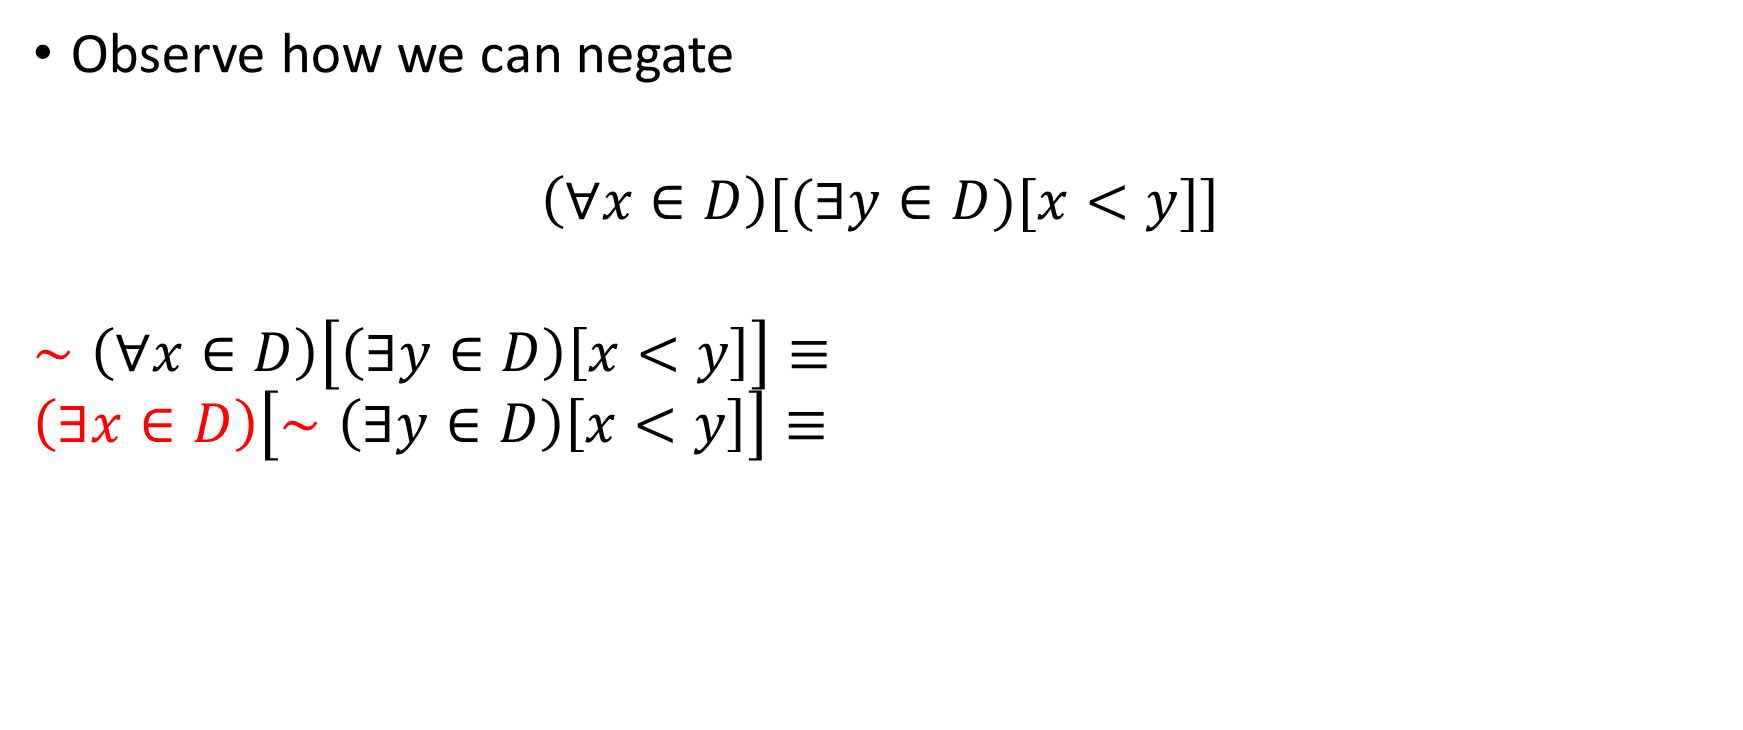 • Observe how we can negate
(∀x ∈ D)[(∃y ∈ D)[x < y]]
~ (∀x ∈ D)[(∃y ∈ D)[x < y]] ≡
(∃x ∈ D)[~ (∃y ∈ D)[x < y]] ≡